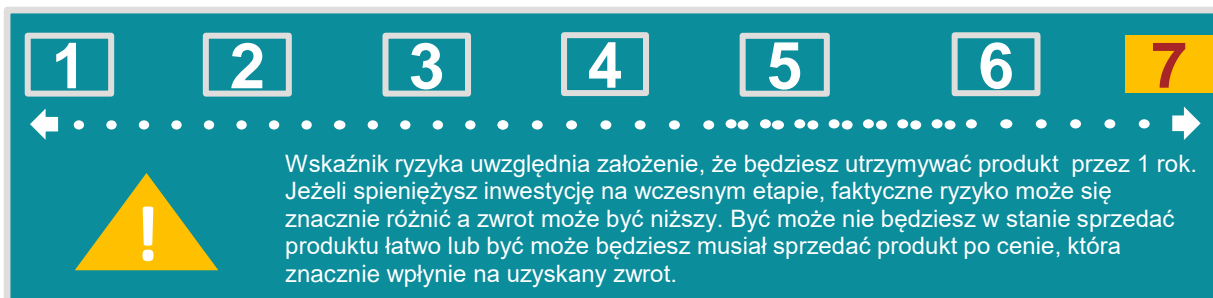 1 2 3 4 5 6 7
Wskaźnik ryzyka uwzględnia założenie, że będziesz utrzymywać produkt przez 1 rok.
Jeżeli spieniężysz inwestycję na wczesnym etapie, faktyczne ryzyko może się
znacznie różnić a zwrot może być niższy. Być może nie będziesz w stanie sprzedać
produktu łatwo lub być może będziesz musiał sprzedać produkt po cenie, która
znacznie wpłynie na uzyskany zwrot.
!